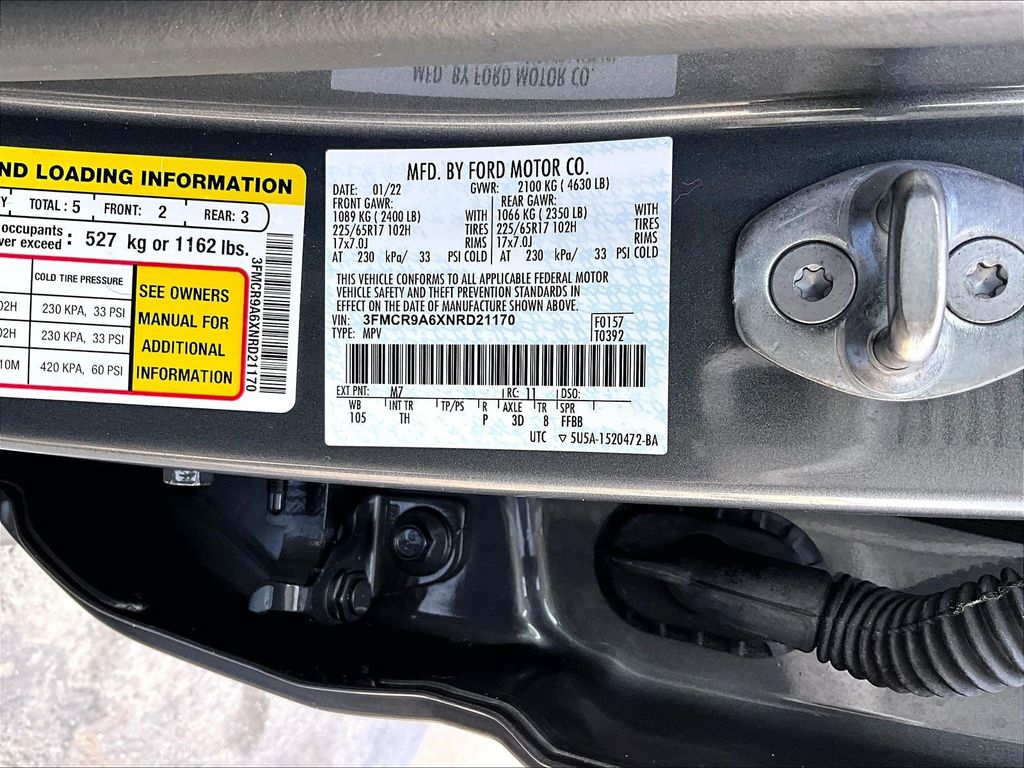 MFD. BY FORD MOTOR CO.
ND LOADING INFORMATION
TOTAL : 5 FRONT: 2 REAR: 3
occupants
ver exceed : 527 kg or 1162 lbs.
COLD TIRE PRESSURE
02H 230 KPA, 33 PSI
02H 230 KPA, 33 PSI
10M 420 KPA, 60 PSI
SEE OWNERS
MANUAL FOR
ADDITIONAL
INFORMATION
3FMCR9A6XNRD21170
MFD. BY FORD MOTOR CO.
DATE: 01/22 GVWR: 2100 KG ( 4630 LB)
FRONT GAWR: REAR GAWR:
1089 KG ( 2400 LB) WITH 1066 KG ( 2350 LB) WITH
225/65R17 102H TIRES 225/65R17 102H TIRES
17x7.0J RIMS 17x7.0J RIMS
AT 230 kPa/ 33 PSI COLD AT 230 kPa/ 33 PSI COLD
THIS VEHICLE CONFORMS TO ALL APPLICABLE FEDERAL MOTOR
VEHICLE SAFETY AND THEFT PREVENTION STANDARDS IN
EFFECT ON THE DATE OF MANUFACTURE SHOWN ABOVE.
VIN: 3FMCR9A6XNRD21170 F0157
TYPE: MPV T0392
EXT PNT: M7 RC: 11 DSO:
WB INT TR TP/PS R AXLE TR SPR
105 TH P 3D 8 FFBB
UTC ▽ 5U5A-1520472-BA